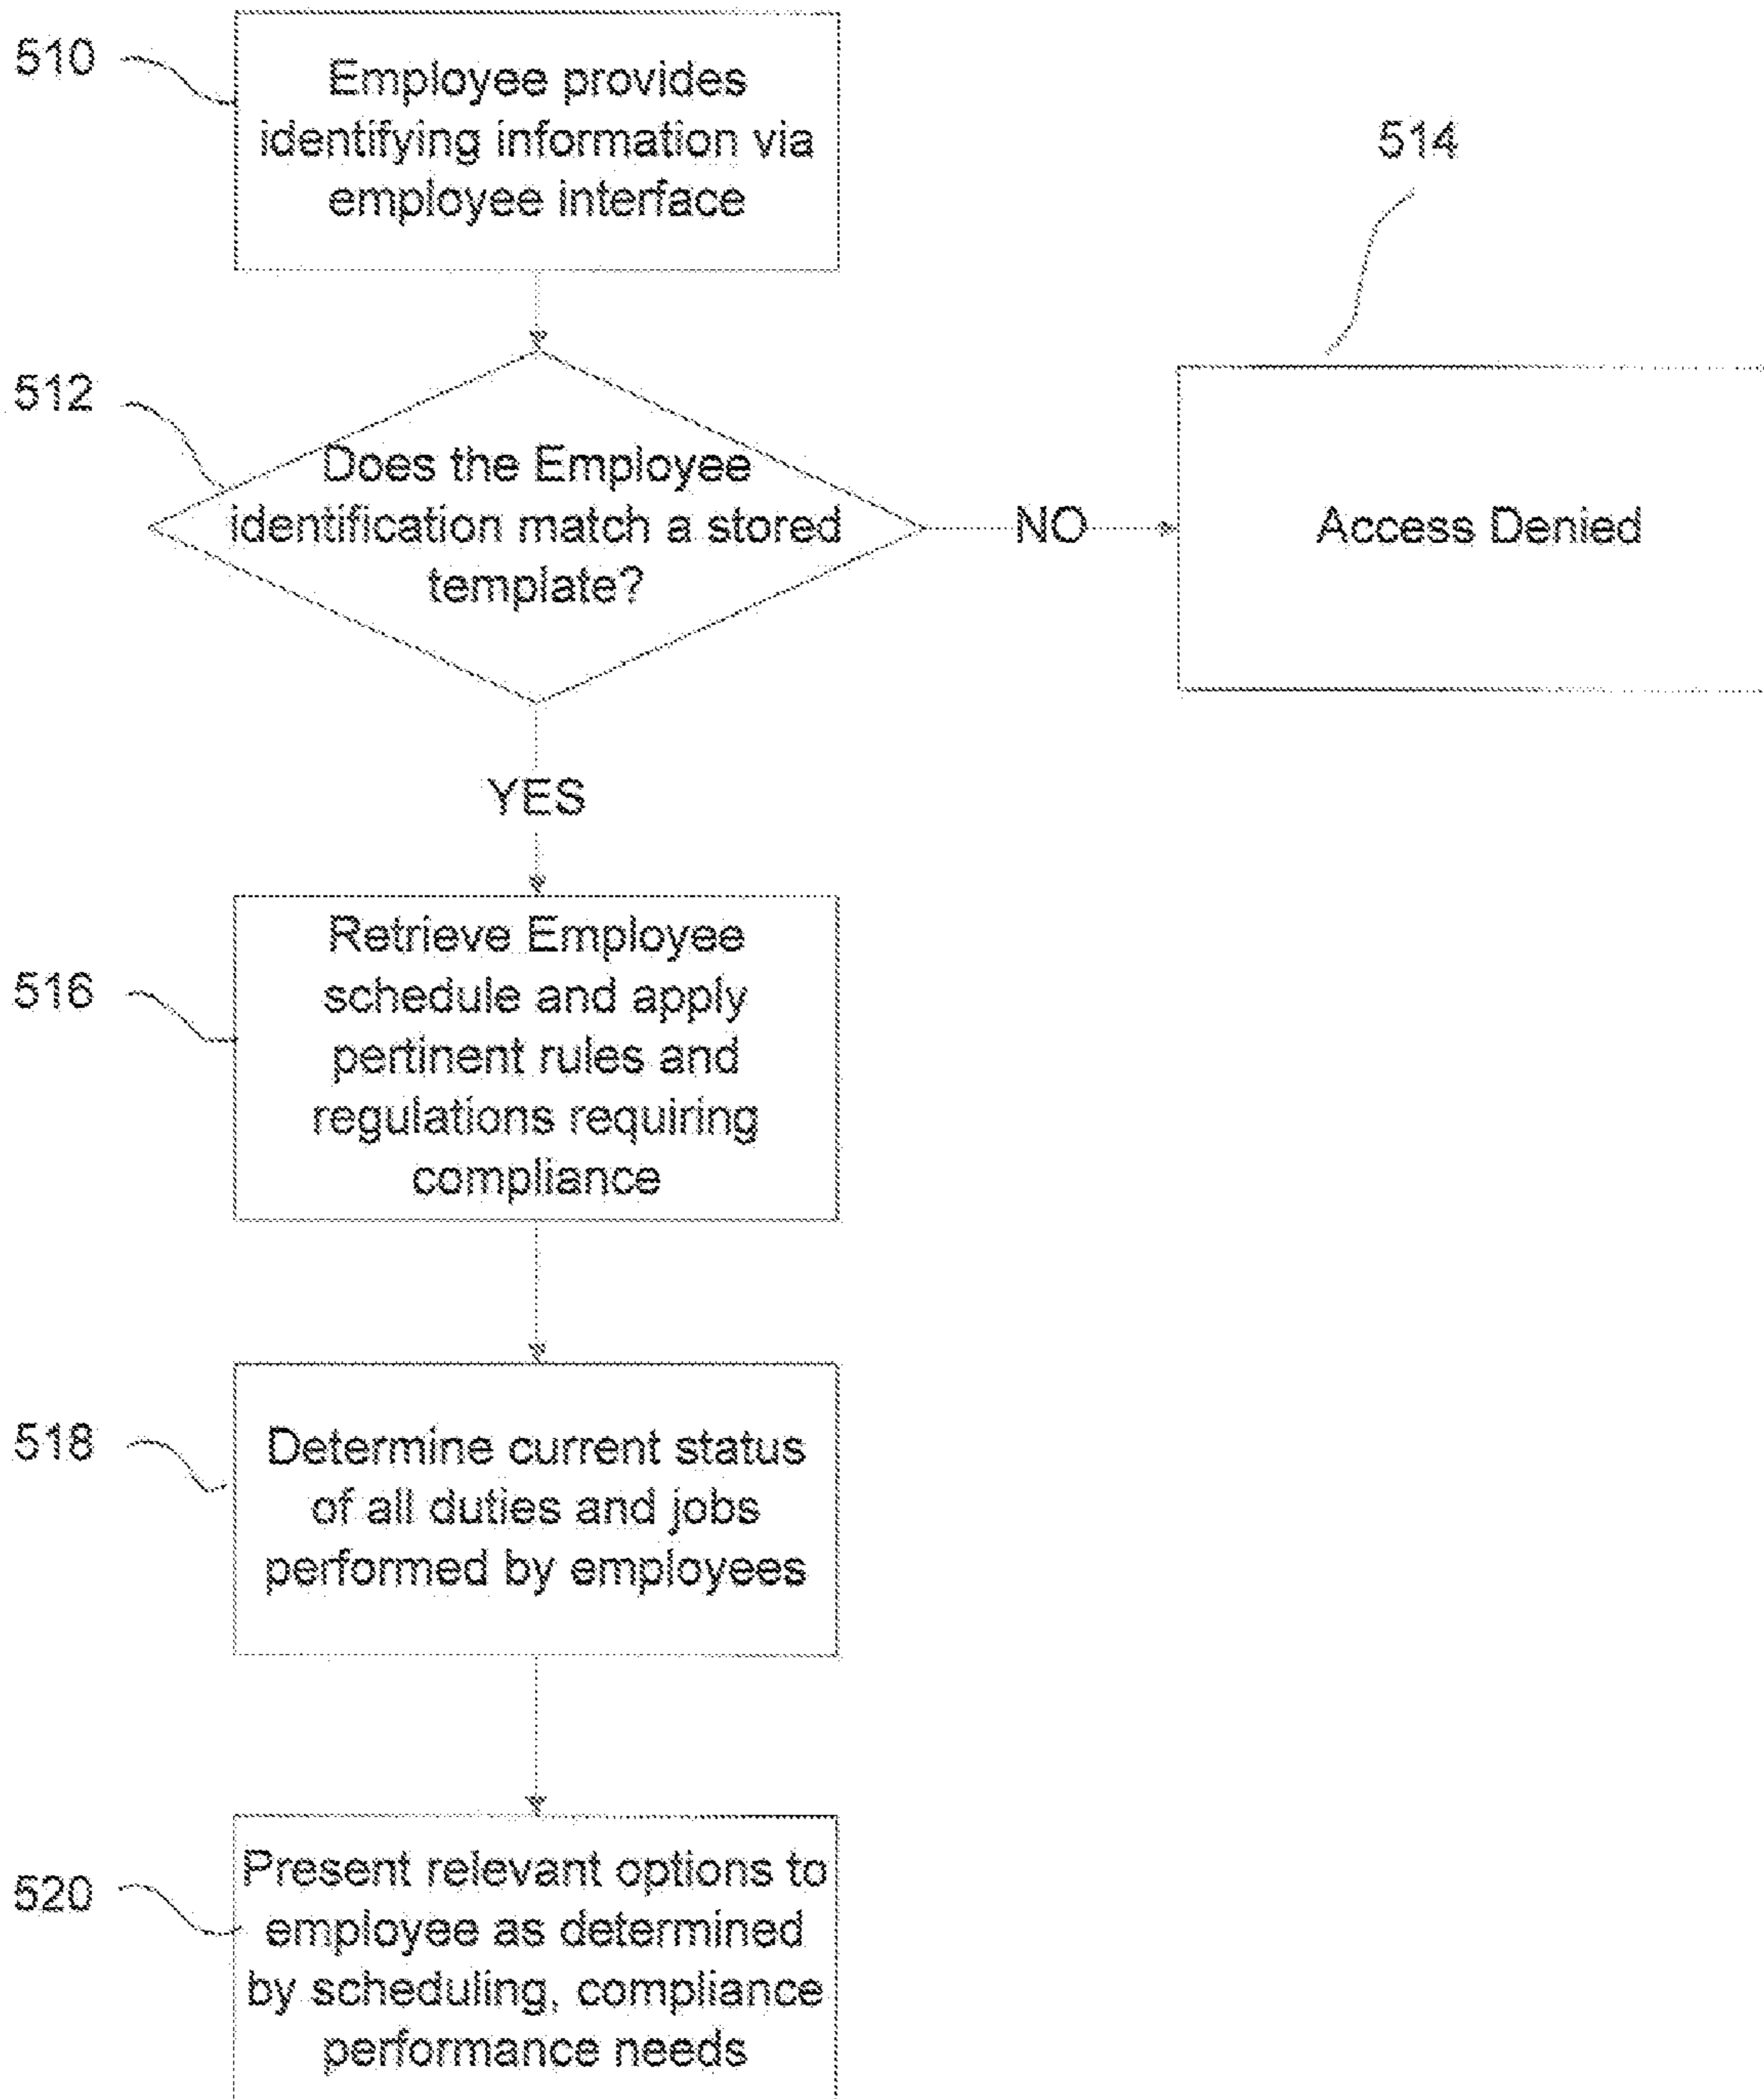 510
Employee provides
identifying information via
employee interface
514
512
Does the Employee
identification match a stored
template?
NO
Access Denied
YES
516
Retrieve Employee
schedule and apply
pertinent rules and
regulations requiring
compliance
518
Determine current status
of all duties and jobs
performed by employees
520
Present relevant options to
employee as determined
by scheduling, compliance
performance needs